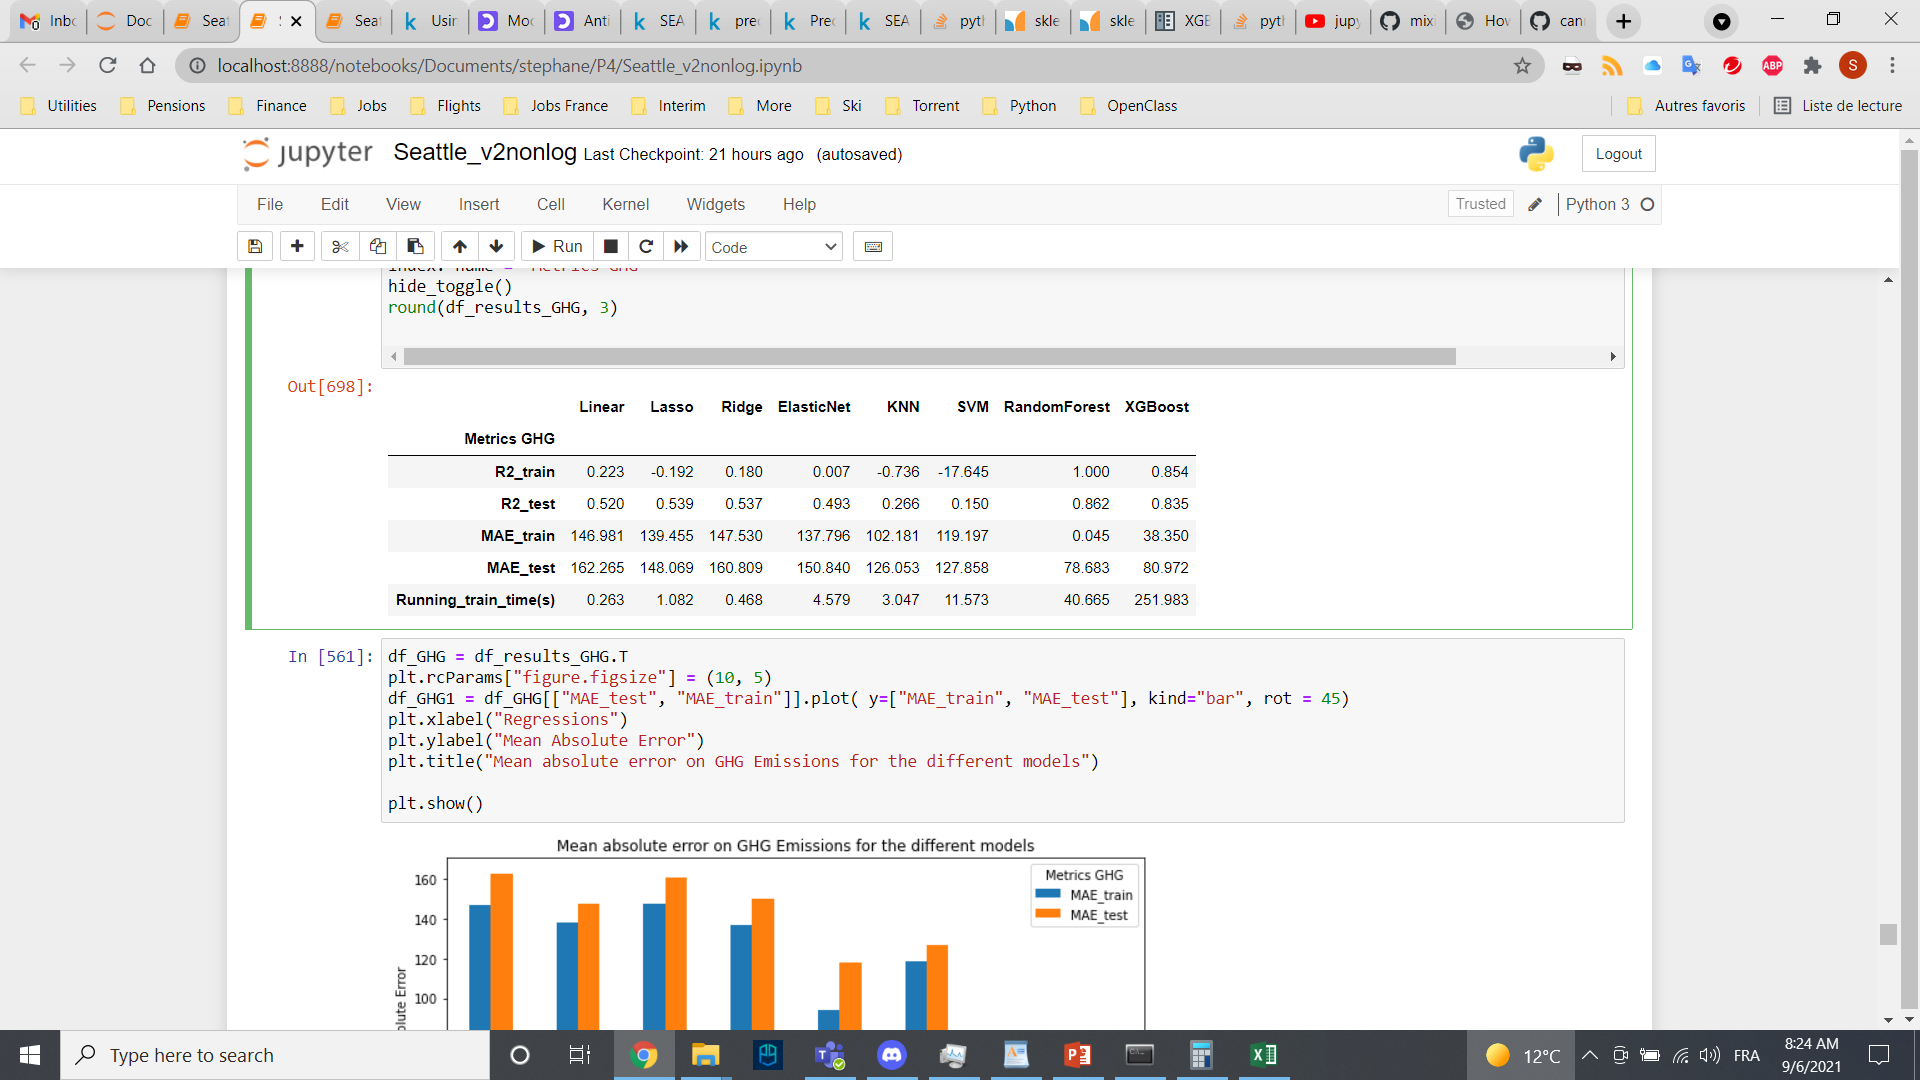 Inbc Doc Seat S Seat Usin Moc Anti SEA prec Prec SEA pyth skle skle XGB pyth jupy mixi How can
localhost:8888/notebooks/Documents/stephane/P4/Seattle_v2nonlog.ipynb
ABP S
Utilities Pensions Finance Jobs Flights Jobs France Interim More Ski Torrent Python OpenClass Autres favoris Liste de lecture
jupyter Seattle_v2nonlog Last Checkpoint: 21 hours ago (autosaved) Logout
File Edit View Insert Cell Kernel Widgets Help Trusted Python 3
Run Code
hide_toggle()
round(df_results_GHG, 3)
Out[698]:
Linear Lasso Ridge ElasticNet KNN SVM RandomForest XGBoost
Metrics GHG
R2_train 0.223 -0.192 0.180 0.007 -0.736 -17.645 1.000 0.854
R2_test 0.520 0.539 0.537 0.493 0.266 0.150 0.862 0.835
MAE_train 146.981 139.455 147.530 137.796 102.181 119.197 0.045 38.350
MAE_test 162.265 148.069 160.809 150.840 126.053 127.858 78.683 80.972
Running_train_time(s) 0.263 1.082 0.468 4.579 3.047 11.573 40.665 251.983
In [561]: df_GHG = df_results_GHG.T
plt.rcParams["figure.figsize"] = (10, 5)
df_GHG1 = df_GHG[["MAE_test", "MAE_train"]].plot( y=["MAE_train", "MAE_test"], kind="bar", rot = 45)
plt.xlabel("Regressions")
plt.ylabel("Mean Absolute Error")
plt.title("Mean absolute error on GHG Emissions for the different models")
plt.show()
Mean absolute error on GHG Emissions for the different models
Metrics GHG
MAE_train
MAE_test
160
140
120
100
olute Error
Type here to search
12°C FRA
8:24 AM
9/6/2021